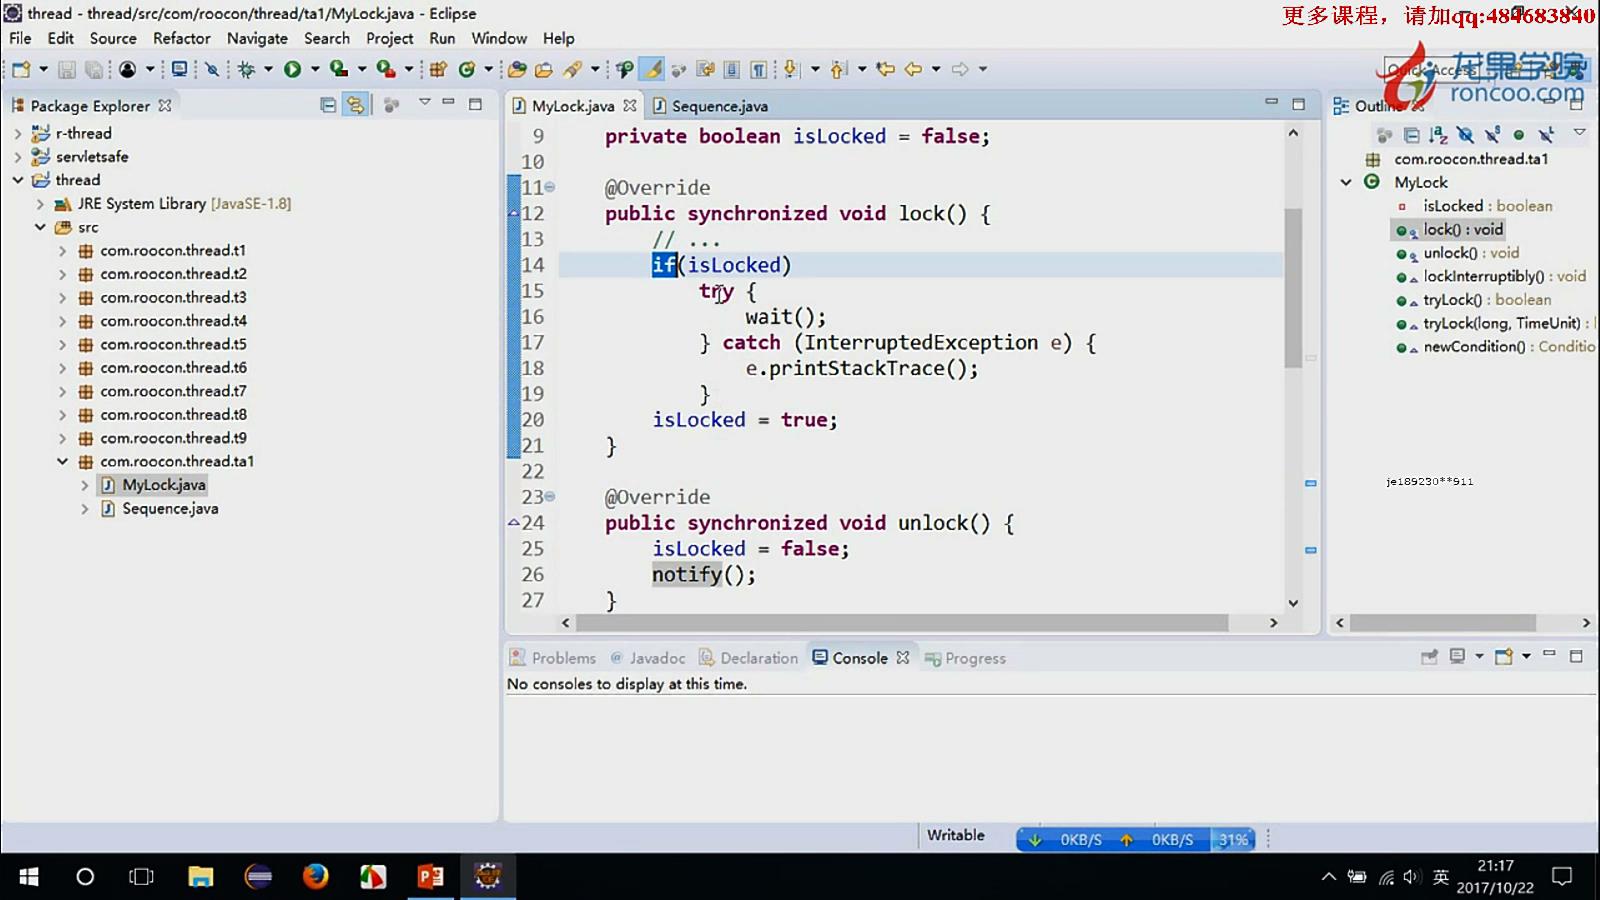 thread - thread/src/com/roocon/thread/ta1/MyLock.java - Eclipse
更多课程，请加qq:484683840
File Edit Source Refactor Navigate Search Project Run Window Help
Quick Access
龙果学院
roncoo.com
Package Explorer
MyLock.java
Sequence.java
Outline
r-thread
servletsafe
thread
JRE System Library [JavaSE-1.8]
src
com.roocon.thread.t1
com.roocon.thread.t2
com.roocon.thread.t3
com.roocon.thread.t4
com.roocon.thread.t5
com.roocon.thread.t6
com.roocon.thread.t7
com.roocon.thread.t8
com.roocon.thread.t9
com.roocon.thread.ta1
MyLock.java
Sequence.java
9 private boolean isLocked = false;
10
11 @Override
12 public synchronized void lock() {
13 // ...
14 if(isLocked)
15 try {
16 wait();
17 } catch (InterruptedException e) {
18 e.printStackTrace();
19 }
20 isLocked = true;
21 }
22
23 @Override
24 public synchronized void unlock() {
25 isLocked = false;
26 notify();
27 }
com.roocon.thread.ta1
MyLock
isLocked : boolean
lock() : void
unlock() : void
lockInterruptibly() : void
tryLock() : boolean
tryLock(long, TimeUnit) :
newCondition() : Conditio
je189230**911
Problems @ Javadoc Declaration Console Progress
No consoles to display at this time.
Writable
0KB/S 0KB/S 31%
英
21:17
2017/10/22